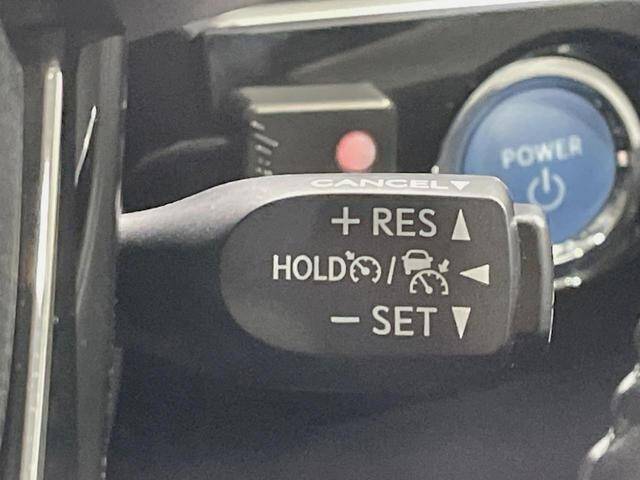 POWER
CANCEL
+ RES
HOLD /
− SET